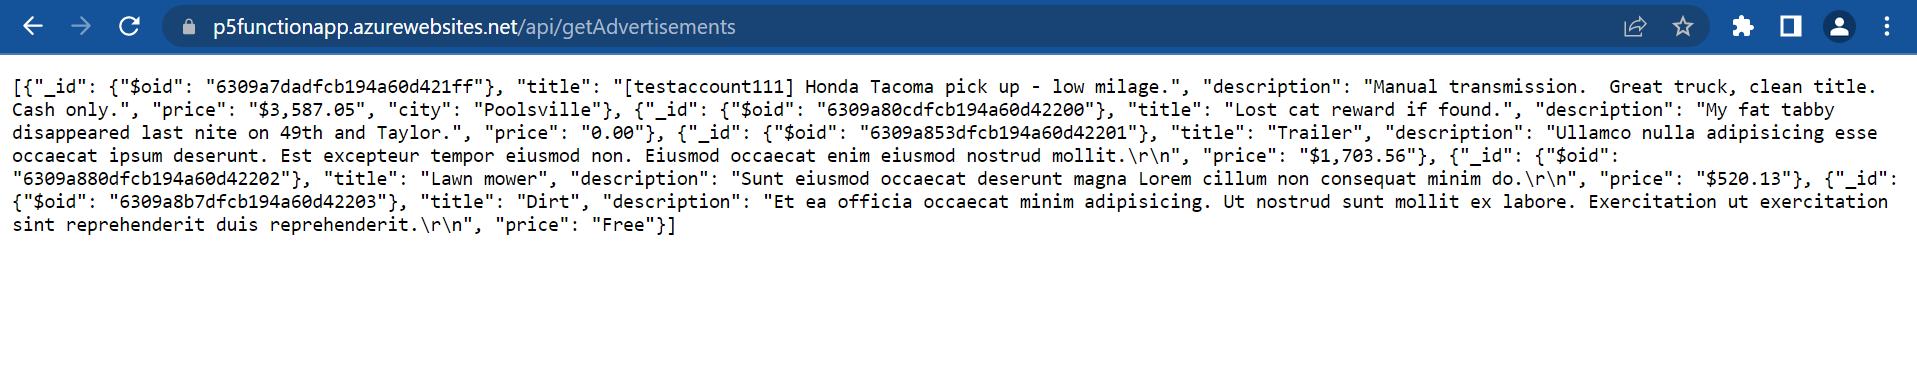 p5functionapp.azurewebsites.net/api/getAdvertisements
[{"_id": {"$oid": "6309a7dadfcb194a60d421ff"}, "title": "[testaccount111] Honda Tacoma pick up - low milage.", "description": "Manual transmission.  Great truck, clean title.
Cash only.", "price": "$3,587.05", "city": "Poolsville"}, {"_id": {"$oid": "6309a80cdfcb194a60d42200"}, "title": "Lost cat reward if found.", "description": "My fat tabby
disappeared last nite on 49th and Taylor.", "price": "0.00"}, {"_id": {"$oid": "6309a853dfcb194a60d42201"}, "title": "Trailer", "description": "Ullamco nulla adipisicing esse
occaecat ipsum deserunt. Est excepteur tempor eiusmod non. Eiusmod occaecat enim eiusmod nostrud mollit.\r\n", "price": "$1,703.56"}, {"_id": {"$oid":
"6309a880dfcb194a60d42202"}, "title": "Lawn mower", "description": "Sunt eiusmod occaecat deserunt magna Lorem cillum non consequat minim do.\r\n", "price": "$520.13"}, {"_id":
{"$oid": "6309a8b7dfcb194a60d42203"}, "title": "Dirt", "description": "Et ea officia occaecat minim adipisicing. Ut nostrud sunt mollit ex labore. Exercitation ut exercitation
sint reprehenderit duis reprehenderit.\r\n", "price": "Free"}]